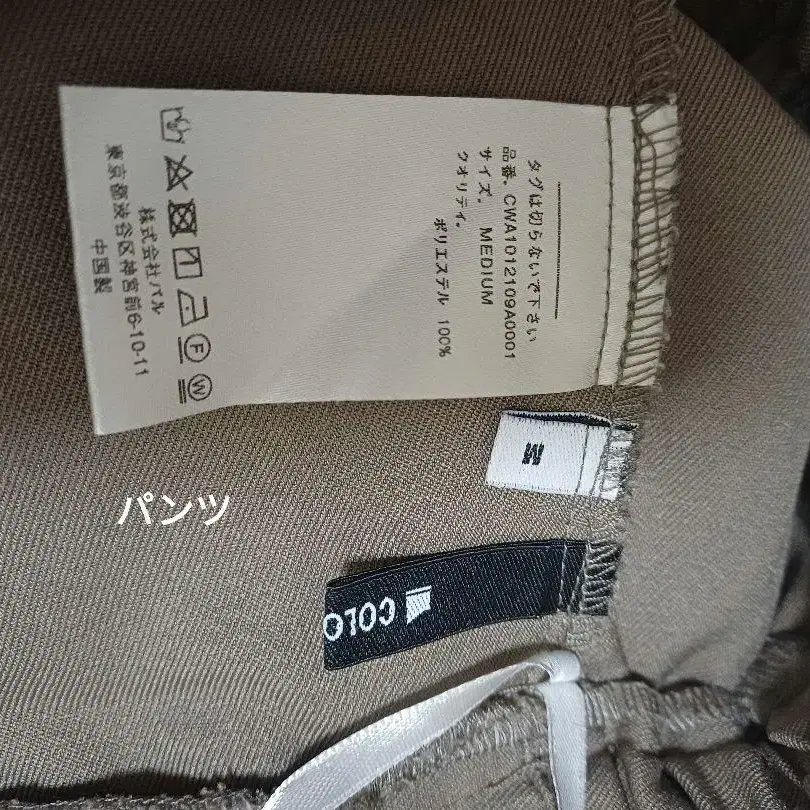 タグは切らないで下さい
品番. CWA1012109A0001
サイズ. MEDIUM
クオリティ.
ポリエステル 100%
F
W
株式会社パル
東京都渋谷区神宮前6-10-11
中国製
M
COLO
パンツ